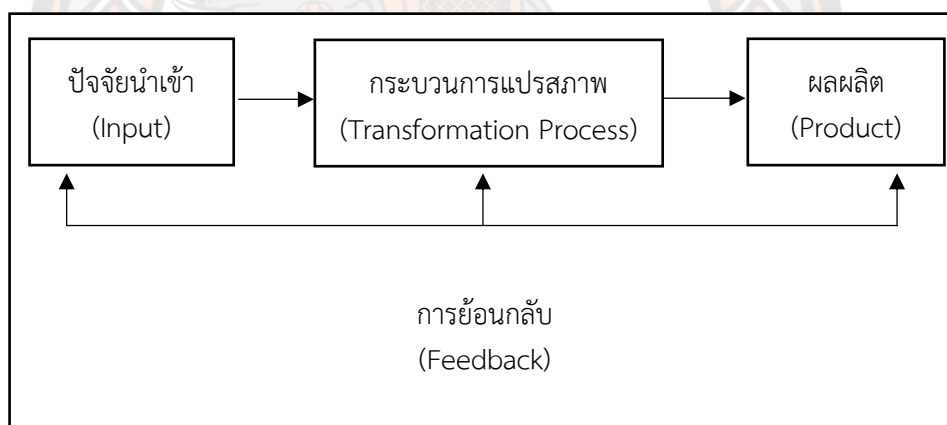 ปัจจัยนำเข้า
(Input)
กระบวนการแปรสภาพ
(Transformation Process)
ผลผลิต
(Product)
การย้อนกลับ
(Feedback)